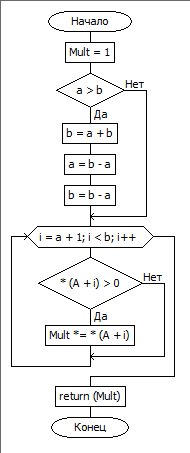 Начало
Mult = 1
a > b
Нет
Да
b = a + b
a = b - a
b = b - a
i = a + 1; i < b; i++
* (A + i) > 0
Нет
Да
Mult *= * (A + i)
return (Mult)
Конец